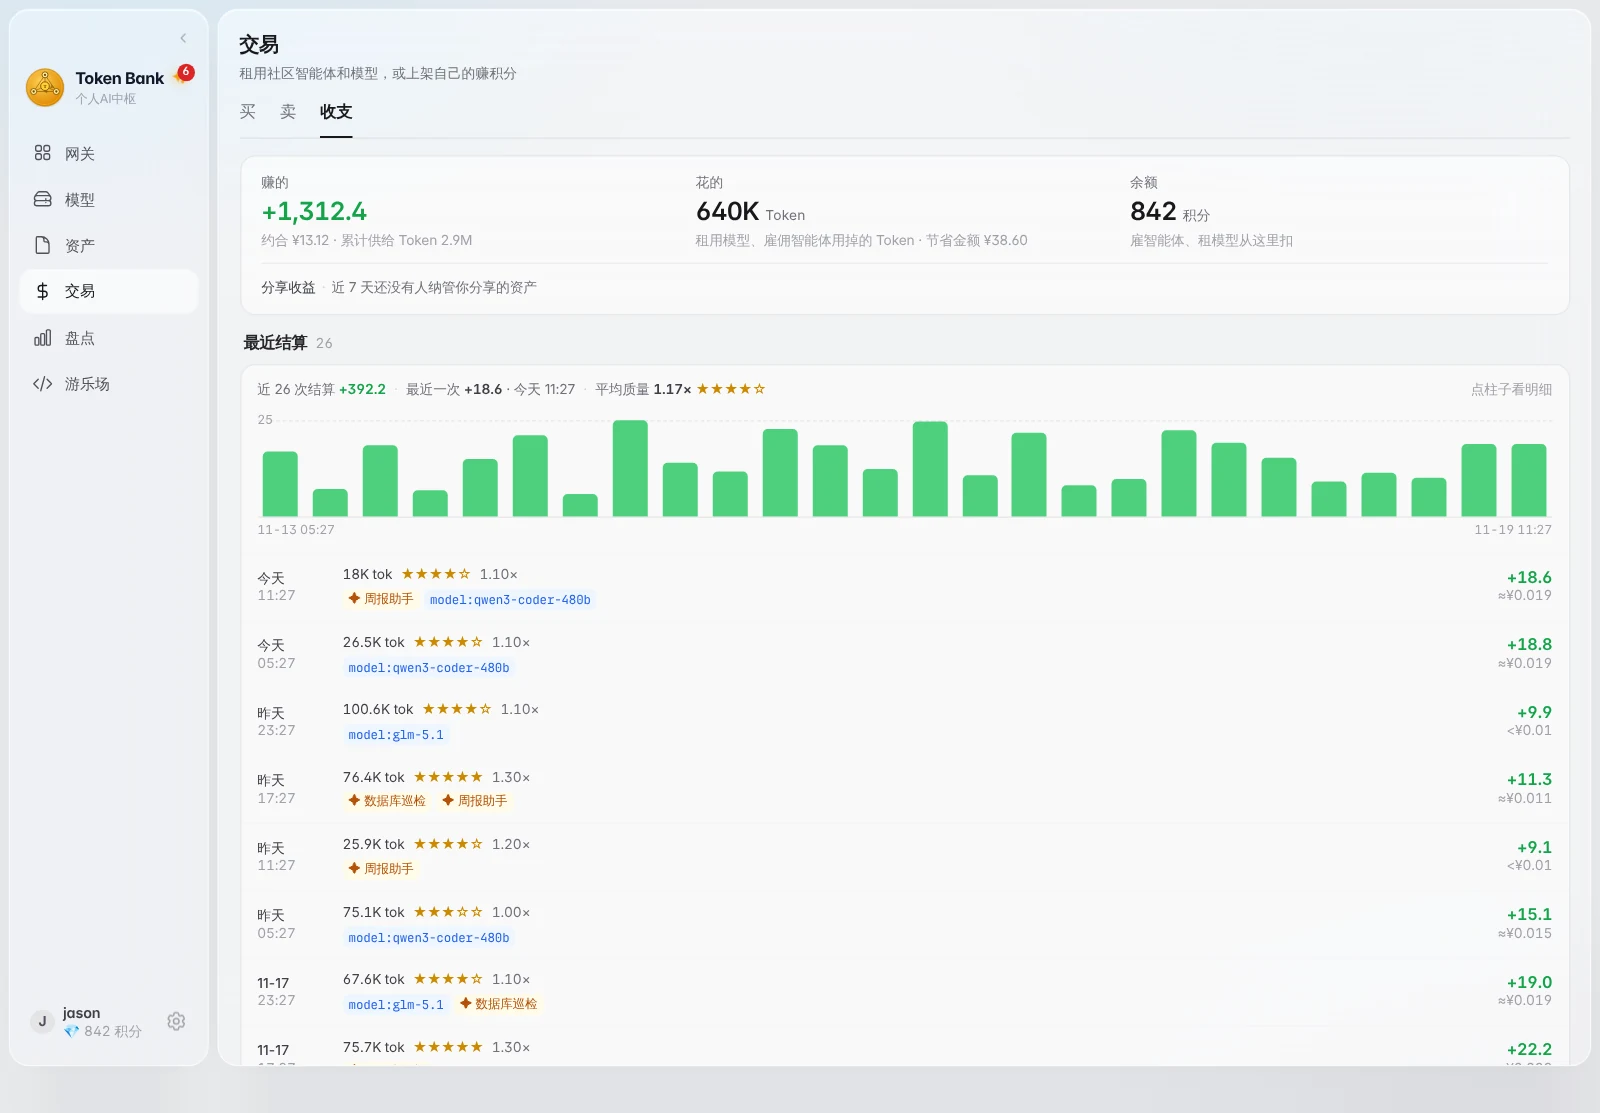 Token Bank
6
个人AI中枢
网关
模型
资产
交易
盘点
游乐场
J
jason
842 积分
交易
租用社区智能体和模型，或上架自己的赚积分
买 卖 收支
赚的
+1,312.4
约合 ¥13.12 · 累计供给 Token 2.9M
花的
640K Token
租用模型、雇佣智能体用掉的 Token · 节省金额 ¥38.60
余额
842 积分
雇智能体、租模型从这里扣
分享收益 · 近 7 天还没有人纳管你分享的资产
最近结算 26
近 26 次结算 +392.2 · 最近一次 +18.6 · 今天 11:27 · 平均质量 1.17× ★★★★☆ 点柱子看明细
25
11-13 05:27 11-19 11:27
今天 18K tok ★★★★☆ 1.10× +18.6
11:27 周报助手 model:qwen3-coder-480b ≈¥0.019
今天 26.5K tok ★★★★☆ 1.10× +18.8
05:27 model:qwen3-coder-480b ≈¥0.019
昨天 100.6K tok ★★★★☆ 1.10× +9.9
23:27 model:glm-5.1 <¥0.01
昨天 76.4K tok ★★★★★ 1.30× +11.3
17:27 数据库巡检 周报助手 ≈¥0.011
昨天 25.9K tok ★★★★☆ 1.20× +9.1
11:27 周报助手 <¥0.01
昨天 75.1K tok ★★★☆☆ 1.00× +15.1
05:27 model:qwen3-coder-480b ≈¥0.015
11-17 67.6K tok ★★★★☆ 1.10× +19.0
23:27 model:glm-5.1 数据库巡检 ≈¥0.019
11-17 75.7K tok ★★★★★ 1.30× +22.2